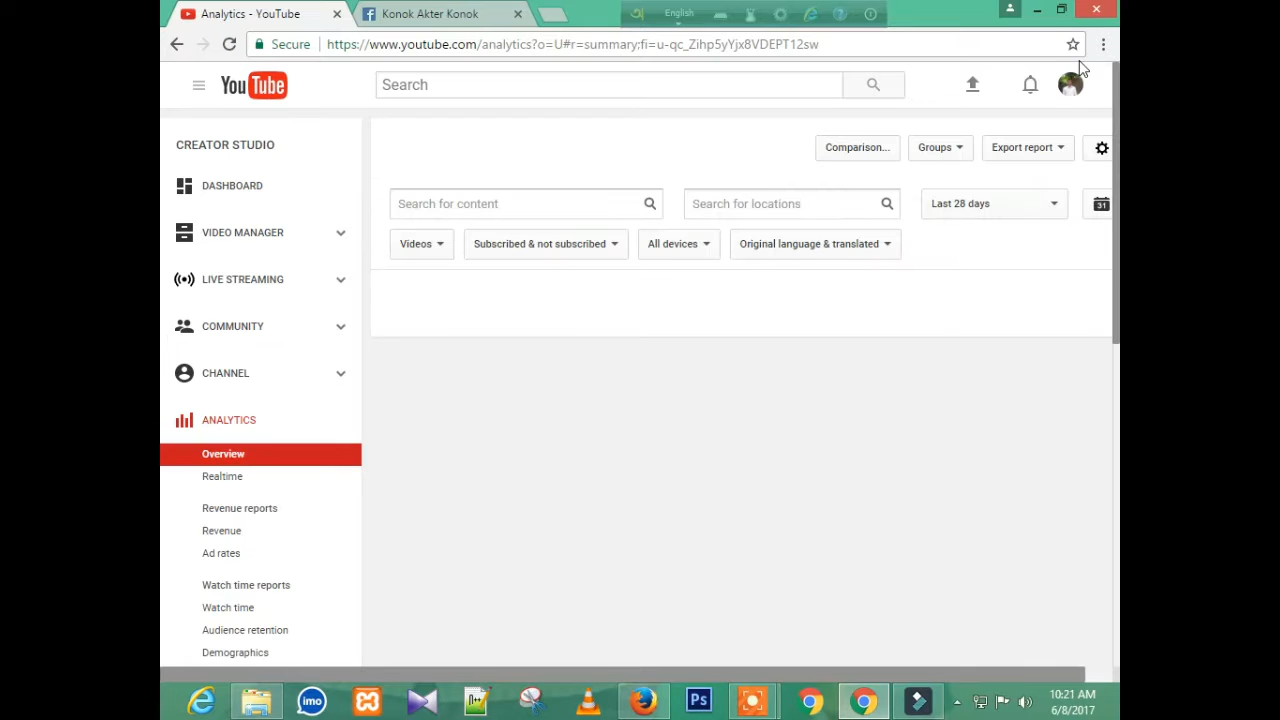 Analytics - YouTube
Konok Akter Konok
English
Secure
https://www.youtube.com/analytics?o=U#r=summary;fi=u-qc_Zihp5yYjx8VDEPT12sw
YouTube
Search
CREATOR STUDIO
DASHBOARD
VIDEO MANAGER
LIVE STREAMING
COMMUNITY
CHANNEL
ANALYTICS
Overview
Realtime
Revenue reports
Revenue
Ad rates
Watch time reports
Watch time
Audience retention
Demographics
Comparison...
Groups
Export report
Search for content
Search for locations
Last 28 days
31
Videos
Subscribed & not subscribed
All devices
Original language & translated
imo
Ps
10:21 AM
6/8/2017